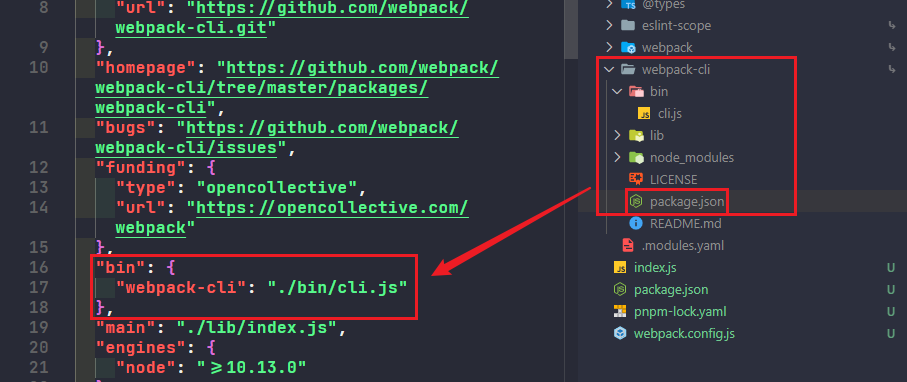 8 "url": "https://github.com/webpack/
webpack-cli.git"
9 },
10 "homepage": "https://github.com/webpack/
webpack-cli/tree/master/packages/
webpack-cli",
11 "bugs": "https://github.com/webpack/
webpack-cli/issues",
12 "funding": {
13 "type": "opencollective",
14 "url": "https://opencollective.com/
webpack"
15 },
16 "bin": {
17 "webpack-cli": "./bin/cli.js"
18 },
19 "main": "./lib/index.js",
20 "engines": {
21 "node": ">=10.13.0"
@types
eslint-scope
webpack
webpack-cli
bin
JS cli.js
lib
node_modules
LICENSE
package.json
README.md
.modules.yaml
JS index.js U
package.json U
pnpm-lock.yaml U
webpack.config.js U